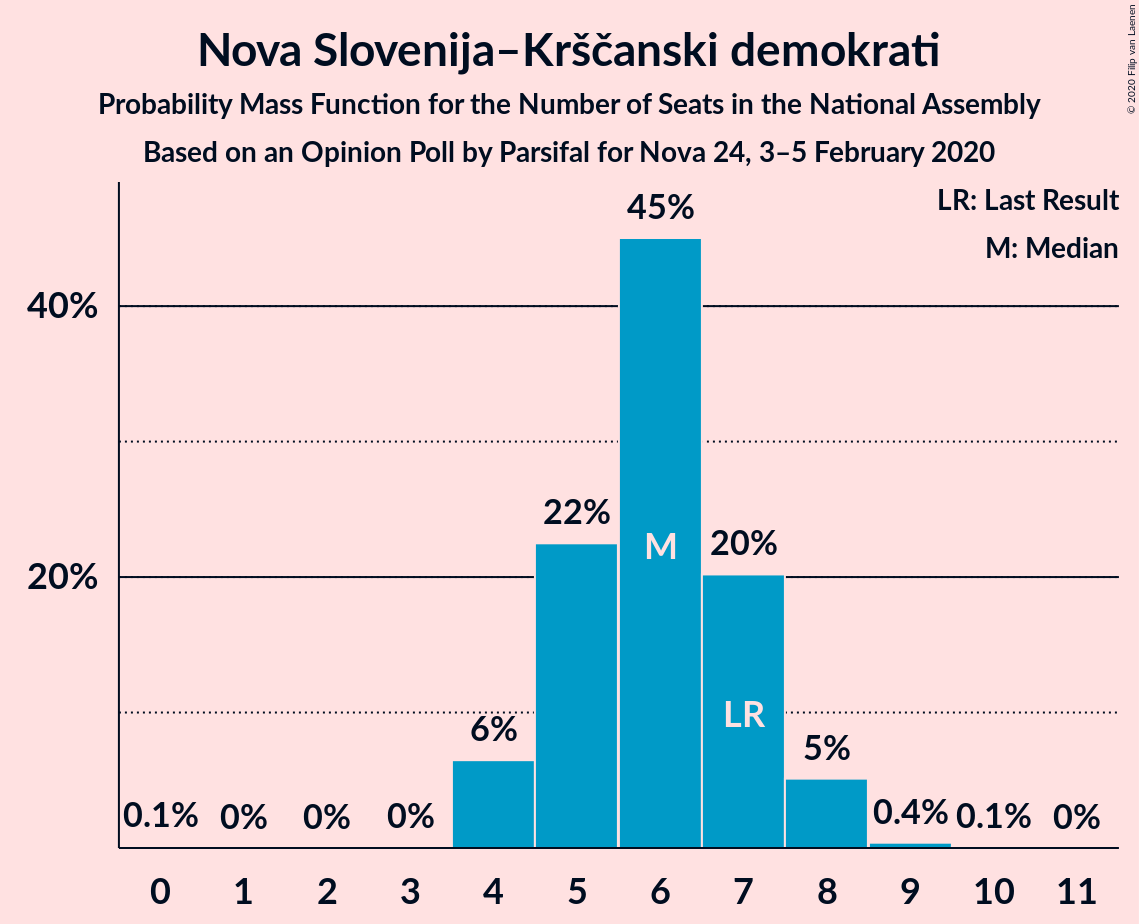 Nova Slovenija–Krščanski demokrati
Probability Mass Function for the Number of Seats in the National Assembly
Based on an Opinion Poll by Parsifal for Nova 24, 3–5 February 2020
© 2020 Filip van Laenen
LR: Last Result
M: Median
45%
40%
22%
M
20%
20%
LR
6%
5%
0.1% 0% 0% 0% 0.4% 0.1% 0%
0 1 2 3 4 5 6 7 8 9 10 11